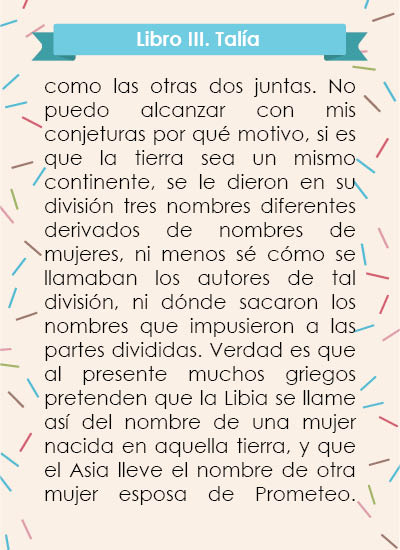 Libro III. Talía
como las otras dos juntas. No
puedo alcanzar con mis
conjeturas por qué motivo, si es
que la tierra sea un mismo
continente, se le dieron en su
división tres nombres diferentes
derivados de nombres de
mujeres, ni menos sé cómo se
llamaban los autores de tal
división, ni dónde sacaron los
nombres que impusieron a las
partes divididas. Verdad es que
al presente muchos griegos
pretenden que la Libia se llame
así del nombre de una mujer
nacida en aquella tierra, y que
el Asia lleve el nombre de otra
mujer esposa de Prometeo.